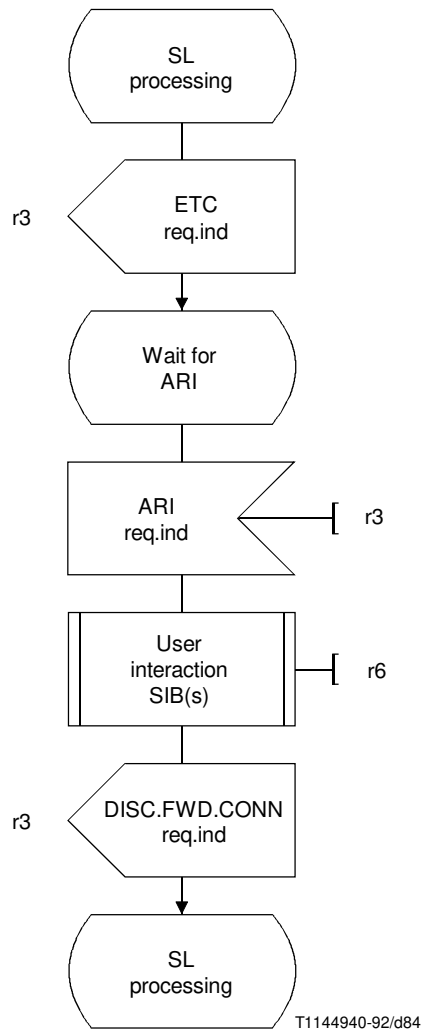 SL
processing
r3
ETC
req.ind
Wait for
ARI
ARI
req.ind
r3
User
interaction
SIB(s)
r6
r3
DISC.FWD.CONN
req.ind
SL
processing
T1144940-92/d84